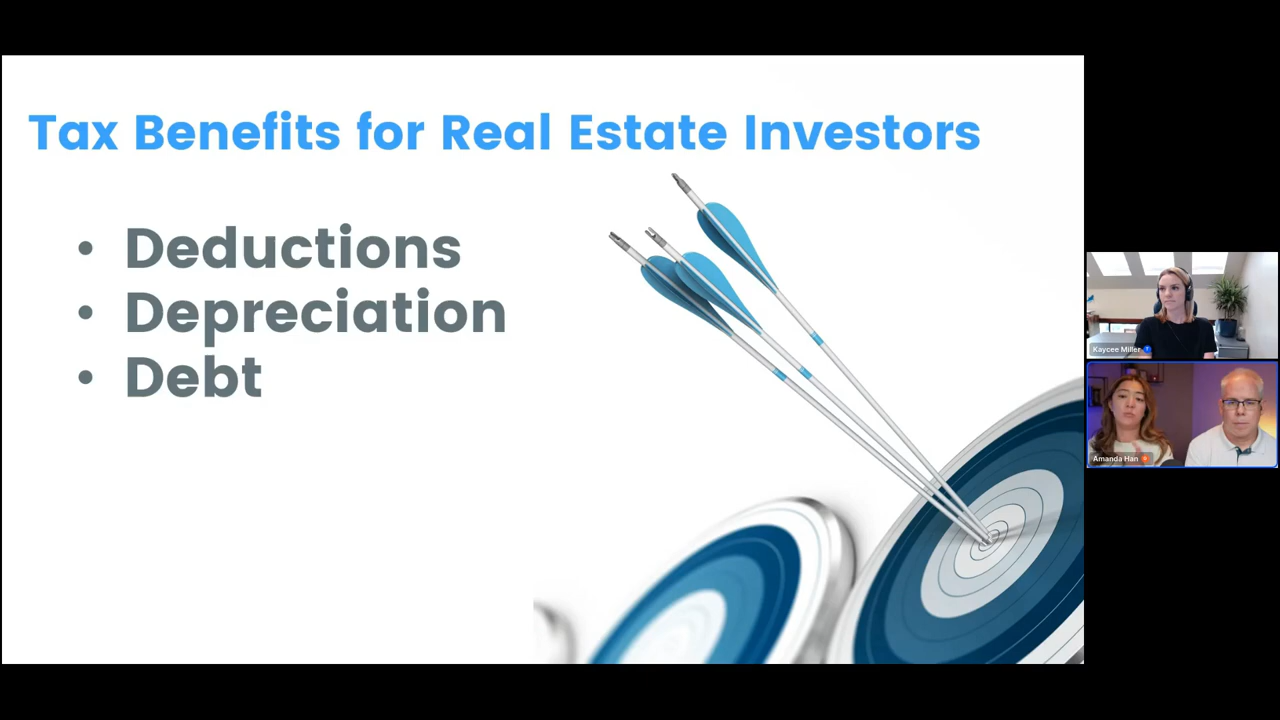 Tax Benefits for Real Estate Investors
• Deductions
• Depreciation
• Debt
Kaycee Miller
Amanda Han